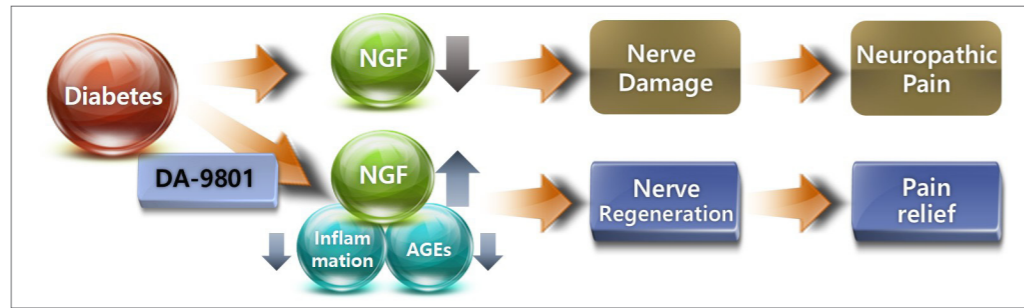 Diabetes
NGF
Nerve
Damage
Neuropathic
Pain
DA-9801
NGF
Inflam
mation
AGEs
Nerve
Regeneration
Pain
relief